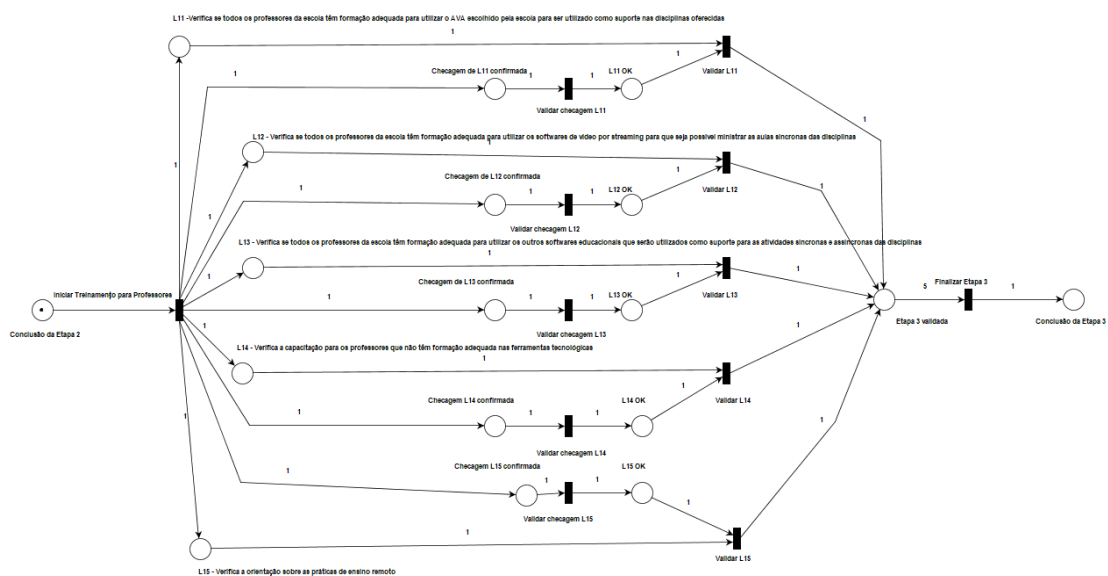 L11 -Verifica se todos os professores da escola têm formação adequada para utilizar o AVA escolhido pela escola para ser utilizado como suporte nas disciplinas oferecidas
1
1
Checagem de L11 confirmada
L11 OK
Validar L11
1
1
1
Validar checagem L11
1
L12 - Verifica se todos os professores da escola têm formação adequada para utilizar os softwares de vídeo por streaming para que seja possível ministrar as aulas síncronas das disciplinas
1
1
Checagem de L12 confirmada
L12 OK
Validar L12
1
1
1
1
1
1
Validar checagem L12
L13 - Verifica se todos os professores da escola têm formação adequada para utilizar os outros softwares educacionais que serão utilizados como suporte para as atividades síncronas e assíncronas das disciplinas
1
1
Checagem de L13 confirmada
L13 OK
Validar L13
1
1
1
1
1
1
Iniciar Treinamento para Professores
Finalizar Etapa 3
5
1
Conclusão da Etapa 2
Validar checagem L13
Etapa 3 validada
Conclusão da Etapa 3
1
1
L14 - Verifica a capacitação para os professores que não têm formação adequada nas ferramentas tecnológicas
1
Checagem L14 confirmada
L14 OK
Validar L14
1
1
1
1
1
1
Validar checagem L14
Checagem L15 confirmada
L15 OK
1
1
1
1
Validar checagem L15
1
Validar L15
L15 - Verifica a orientação sobre as práticas de ensino remoto